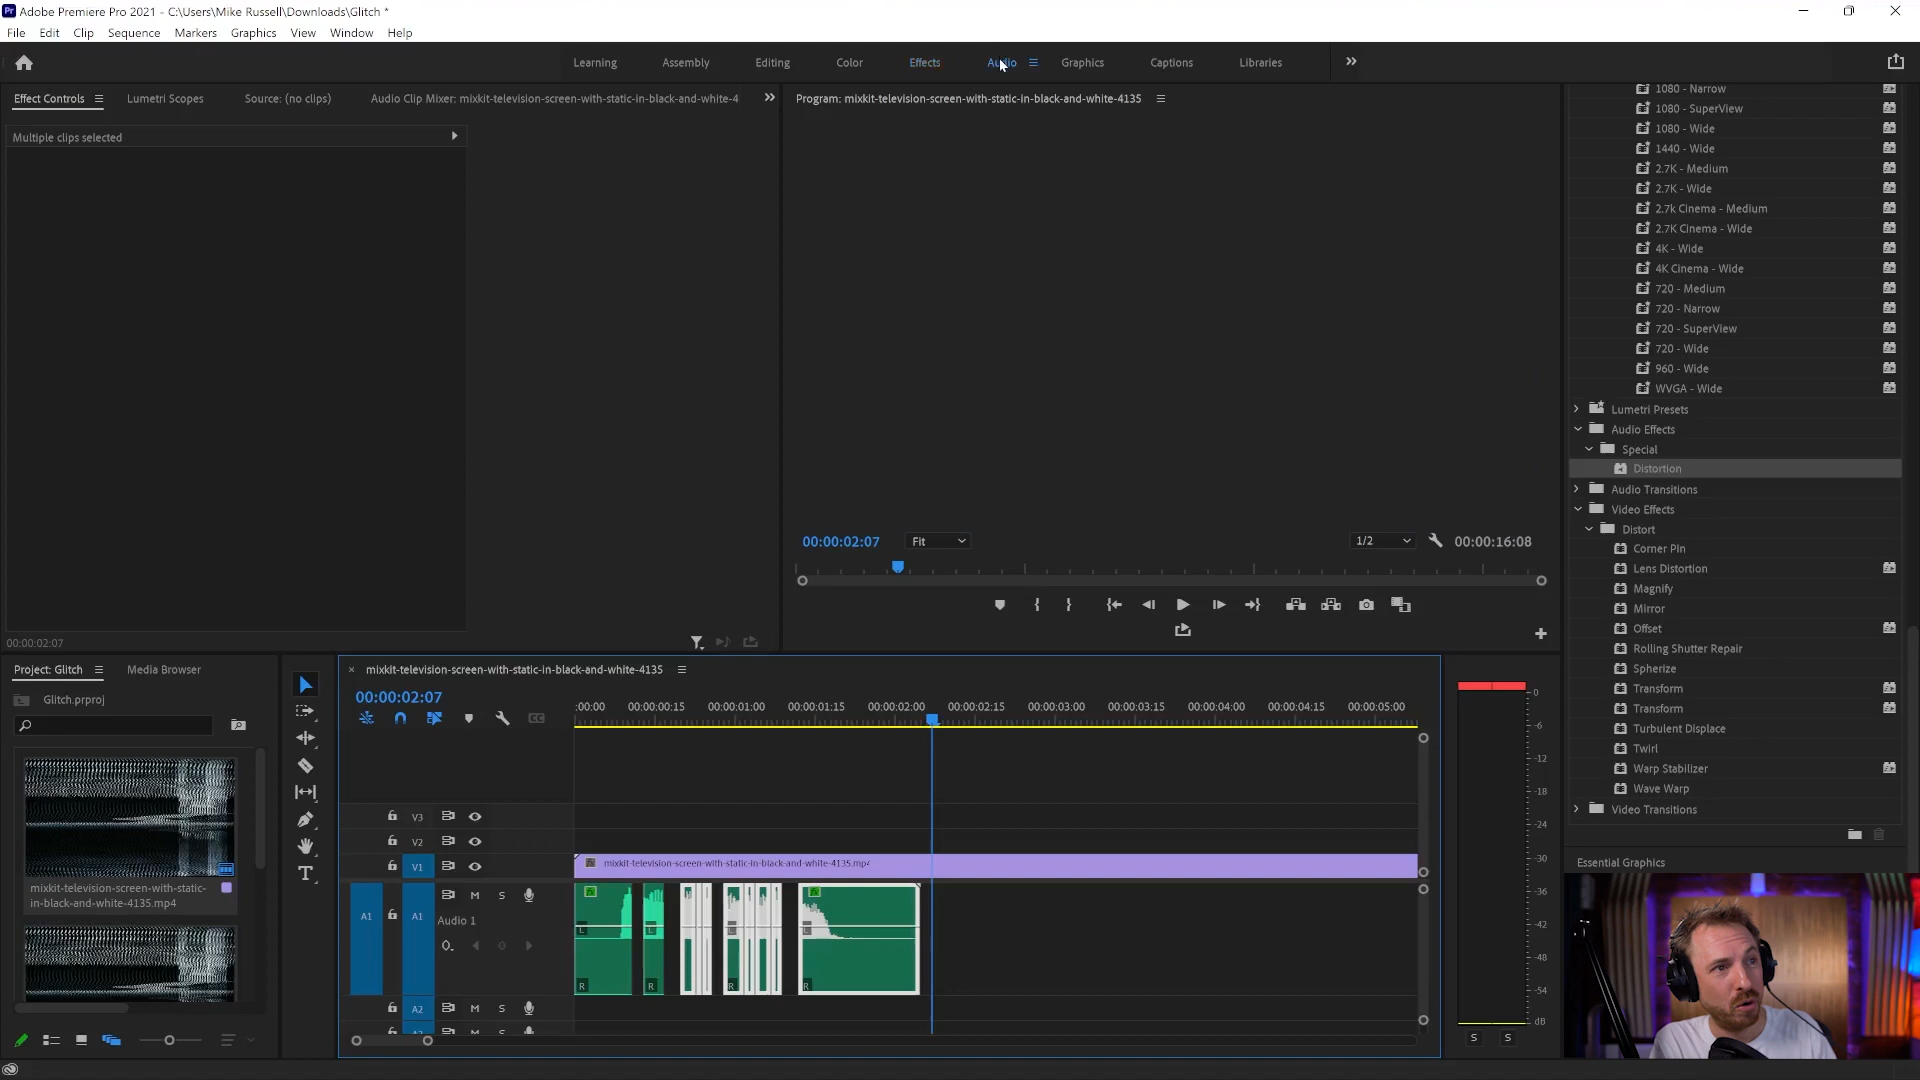 Adobe Premiere Pro 2021 - C:\Users\Mike Russell\Downloads\Glitch *
File Edit Clip Sequence Markers Graphics View Window Help
Learning Assembly Editing Color Effects Audio Graphics Captions Libraries
Effect Controls Lumetri Scopes Source: (no clips) Audio Clip Mixer: mixkit-television-screen-with-static-in-black-and-white-4
Multiple clips selected
00:00:02:07
Program: mixkit-television-screen-with-static-in-black-and-white-4135
00:00:02:07 Fit 1/2 00:00:16:08
1080 - Narrow
1080 - SuperView
1080 - Wide
1440 - Wide
2.7K - Medium
2.7K - Wide
2.7k Cinema - Medium
2.7K Cinema - Wide
4K - Wide
4K Cinema - Wide
720 - Medium
720 - Narrow
720 - SuperView
720 - Wide
960 - Wide
WVGA - Wide
Lumetri Presets
Audio Effects
Special
Distortion
Audio Transitions
Video Effects
Distort
Corner Pin
Lens Distortion
Magnify
Mirror
Offset
Rolling Shutter Repair
Spherize
Transform
Transform
Turbulent Displace
Twirl
Warp Stabilizer
Wave Warp
Video Transitions
Essential Graphics
Project: Glitch Media Browser
Glitch.prproj
mixkit-television-screen-with-static-
in-black-and-white-4135.mp4
mixkit-television-screen-with-static-in-black-and-white-4135
00:00:02:07
:00:00 00:00:00:15 00:00:01:00 00:00:01:15 00:00:02:00 00:00:02:15 00:00:03:00 00:00:03:15 00:00:04:00 00:00:04:15 00:00:05:00
V3
V2
V1 mixkit-television-screen-with-static-in-black-and-white-4135.mp4
M S
A1 A1 Audio 1
L L L L
R R R R
A2 M S
0
-6
-12
-18
-24
-30
-36
-42
-48
-54
dB
S S